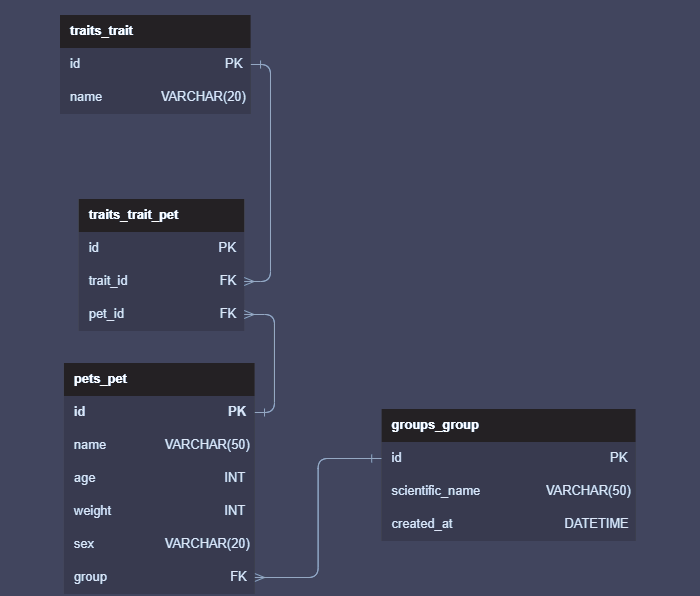 traits_trait
id PK
name VARCHAR(20)
traits_trait_pet
id PK
trait_id FK
pet_id FK
pets_pet
id PK
name VARCHAR(50)
age INT
weight INT
sex VARCHAR(20)
group FK
groups_group
id PK
scientific_name VARCHAR(50)
created_at DATETIME